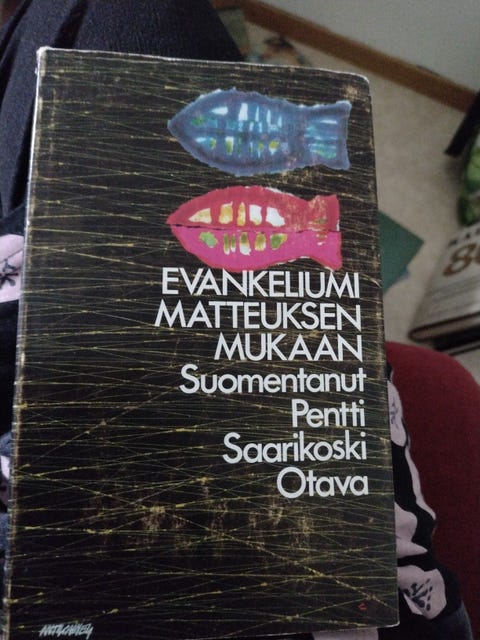 EVANKELIUMI
MATTEUKSEN
MUKAAN
Suomentanut
Pentti
Saarikoski
Otava